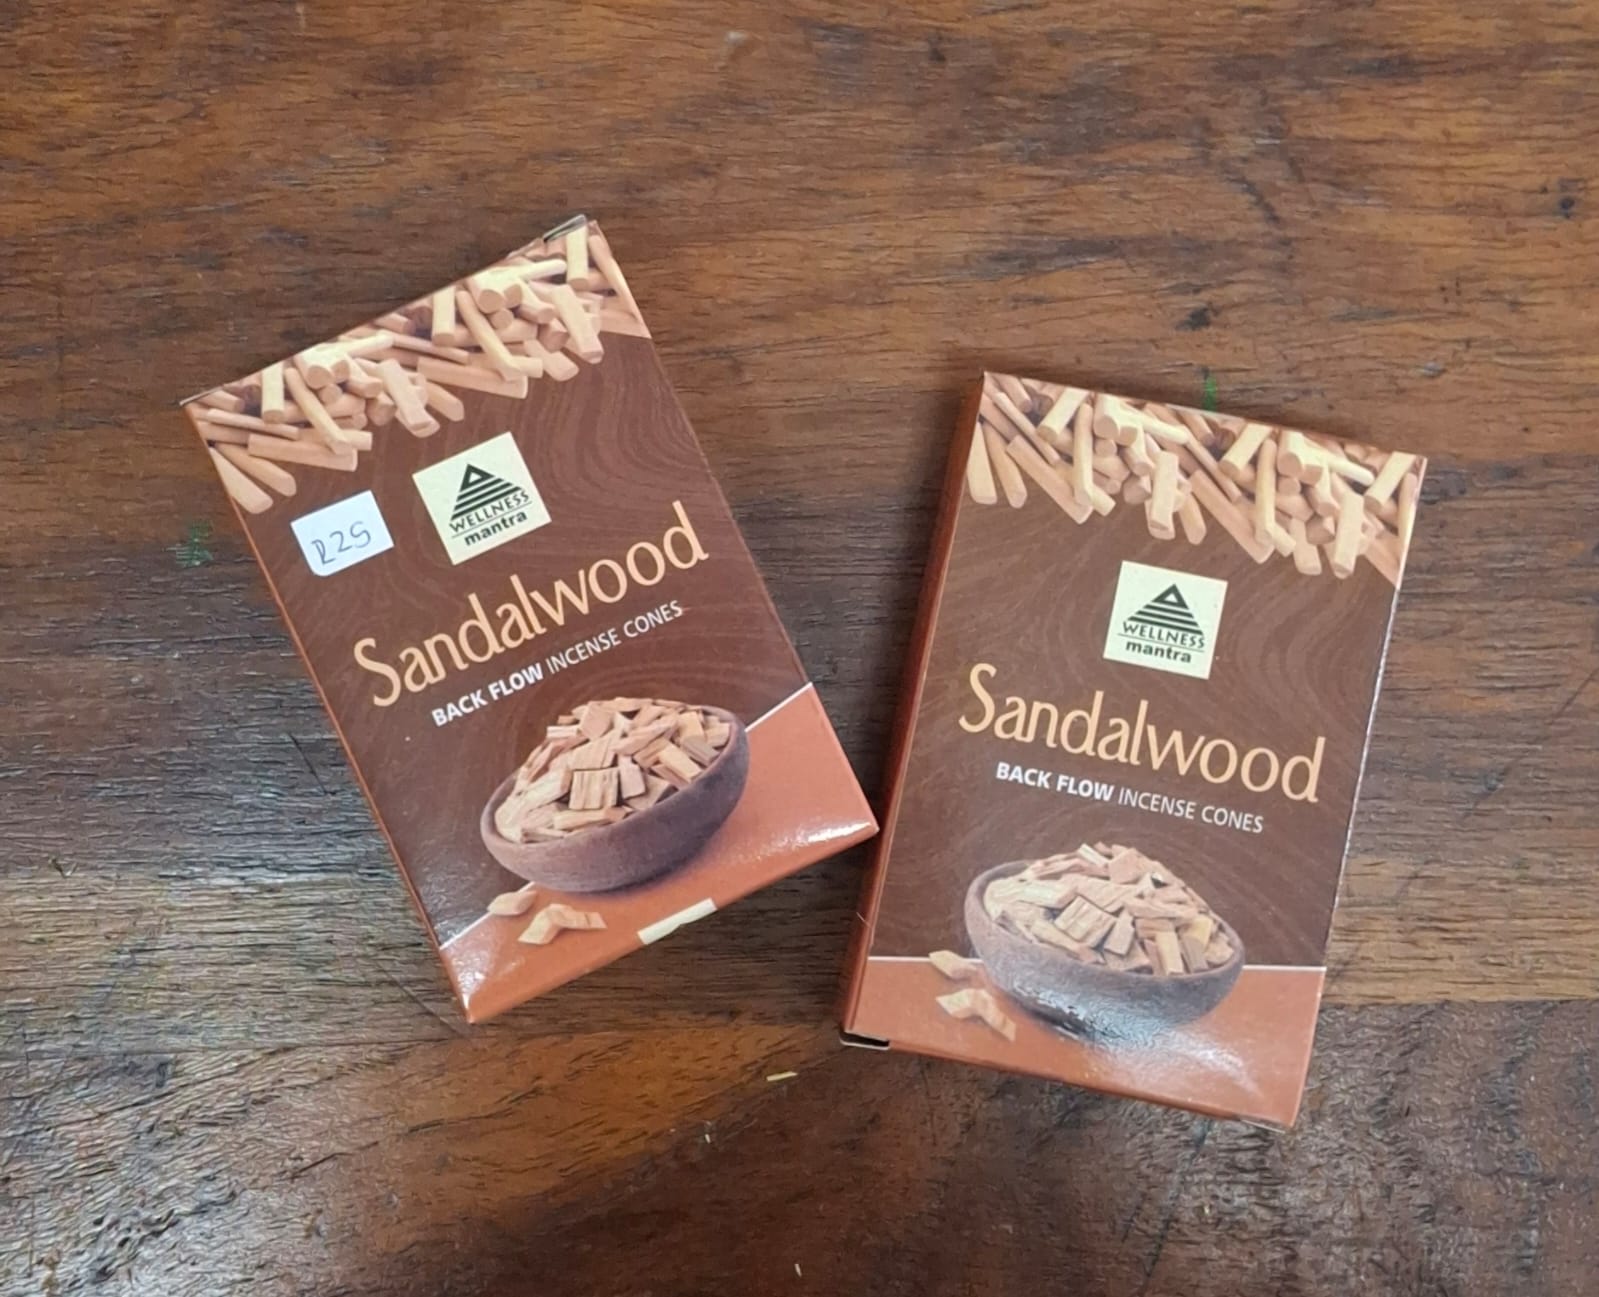 WELLNESS
mantra
R25
Sandalwood
BACK FLOW INCENSE CONES
WELLNESS
mantra
Sandalwood
BACK FLOW INCENSE CONES